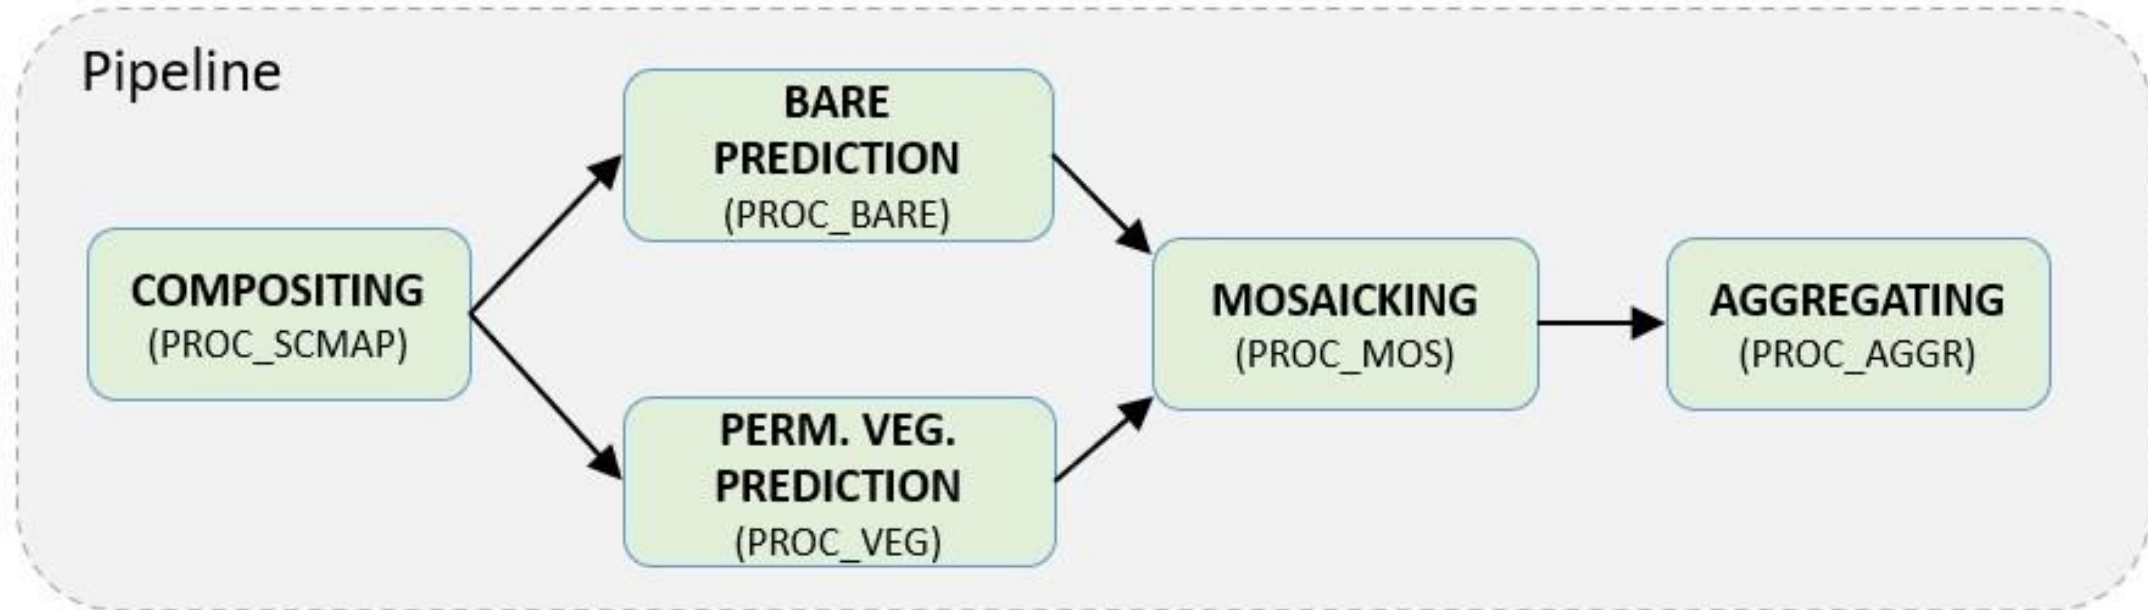 Pipeline
COMPOSITING
(PROC_SCMAP)
BARE
PREDICTION
(PROC_BARE)
PERM. VEG.
PREDICTION
(PROC_VEG)
MOSAICKING
(PROC_MOS)
AGGREGATING
(PROC_AGGR)